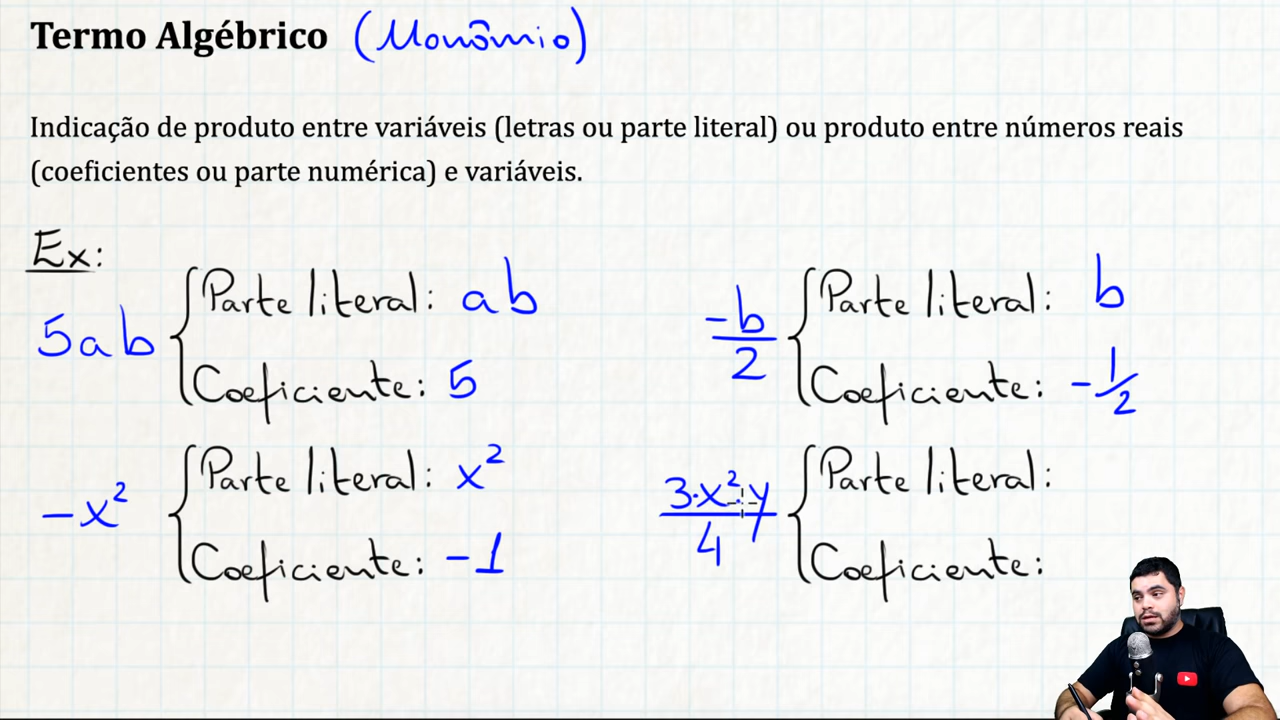 Termo Algébrico (Monômio)
Indicação de produto entre variáveis (letras ou parte literal) ou produto entre números reais
(coeficientes ou parte numérica) e variáveis.
Ex:
5ab { Parte literal: ab
Coeficiente: 5
-b/2 { Parte literal: b
Coeficiente: -1/2
-x² { Parte literal: x²
Coeficiente: -1
3·x²·y/4 { Parte literal:
Coeficiente: